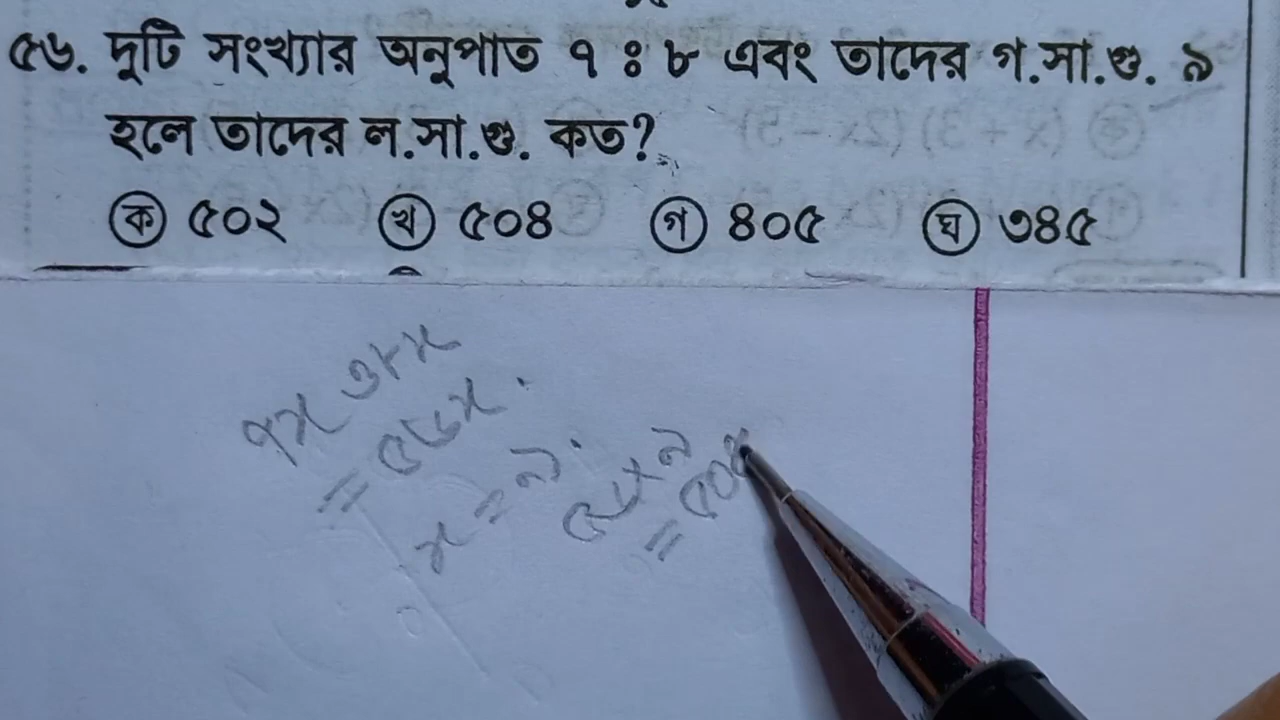 ৫৬. দুটি সংখ্যার অনুপাত ৭ : ৮ এবং তাদের গ.সা.গু. ৯
হলে তাদের ল.সা.গু. কত?
ক ৫০২ খ ৫০৪ গ ৪০৫ ঘ ৩৪৫
৭x ও ৮x
= ৫৬x
x = ৯
৫৬ x ৯
= ৫০৪